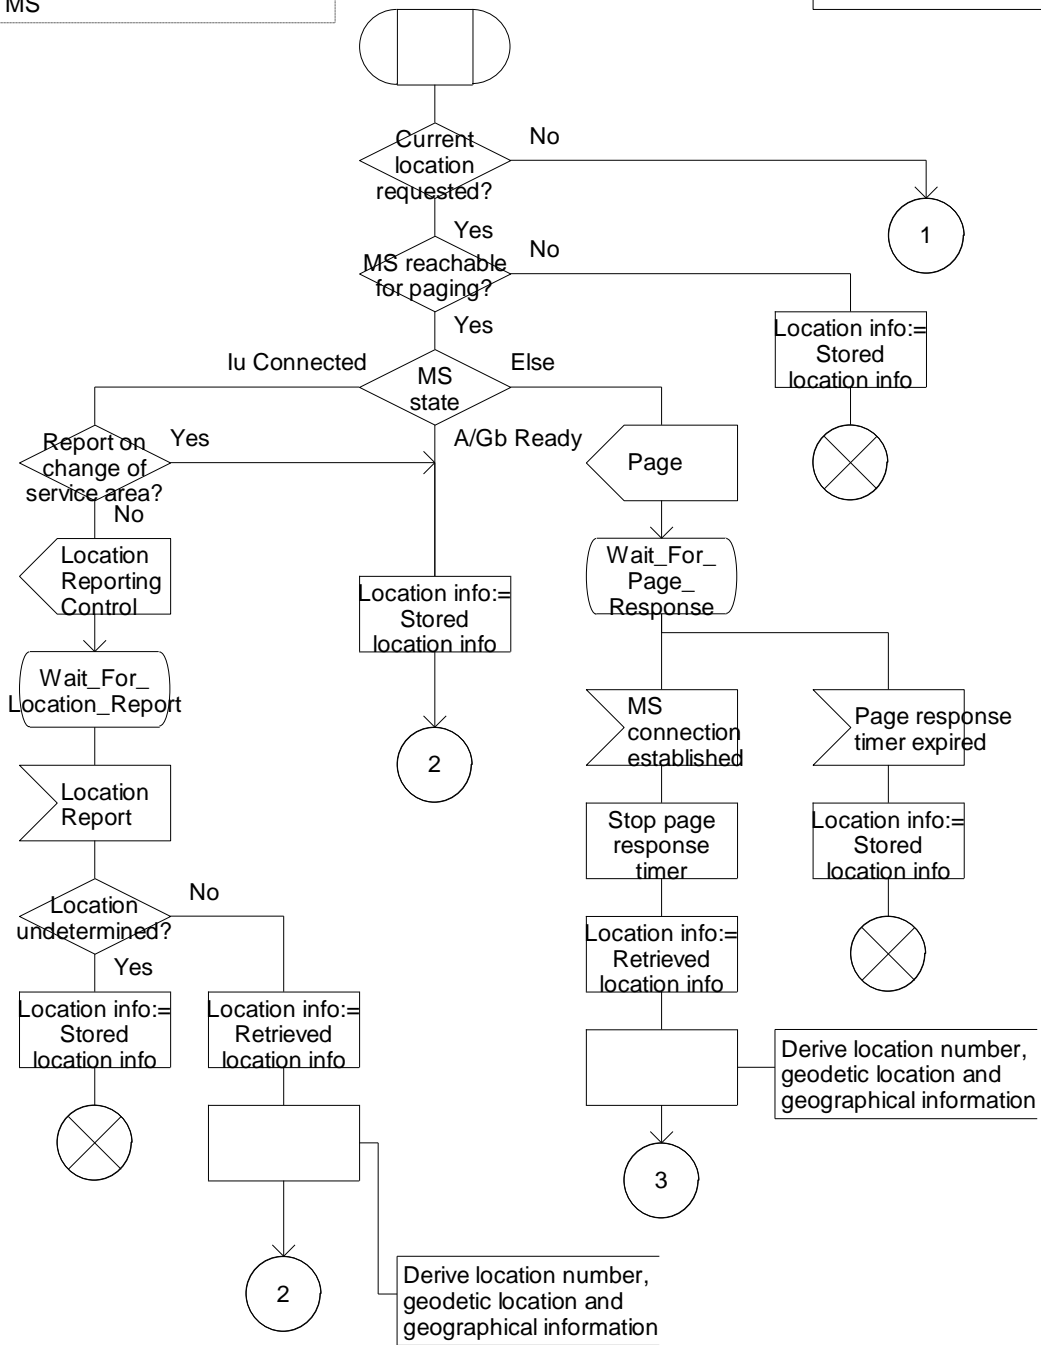 MS
Current
location
requested?
No
Yes
1
MS reachable
for paging?
No
Yes
Location info:=
Stored
location info
Iu Connected
MS
state
Else
A/Gb Ready
Report on
change of
service area?
Yes
No
Page
Location
Reporting
Control
Wait_For_
Page_
Response
Location info:=
Stored
location info
Wait_For_
Location_Report
2
MS
connection
established
Page response
timer expired
Location
Report
Stop page
response
timer
Location info:=
Stored
location info
Location
undetermined?
No
Yes
Location info:=
Retrieved
location info
Location info:=
Stored
location info
Location info:=
Retrieved
location info
Derive location number,
geodetic location and
geographical information
3
2
Derive location number,
geodetic location and
geographical information